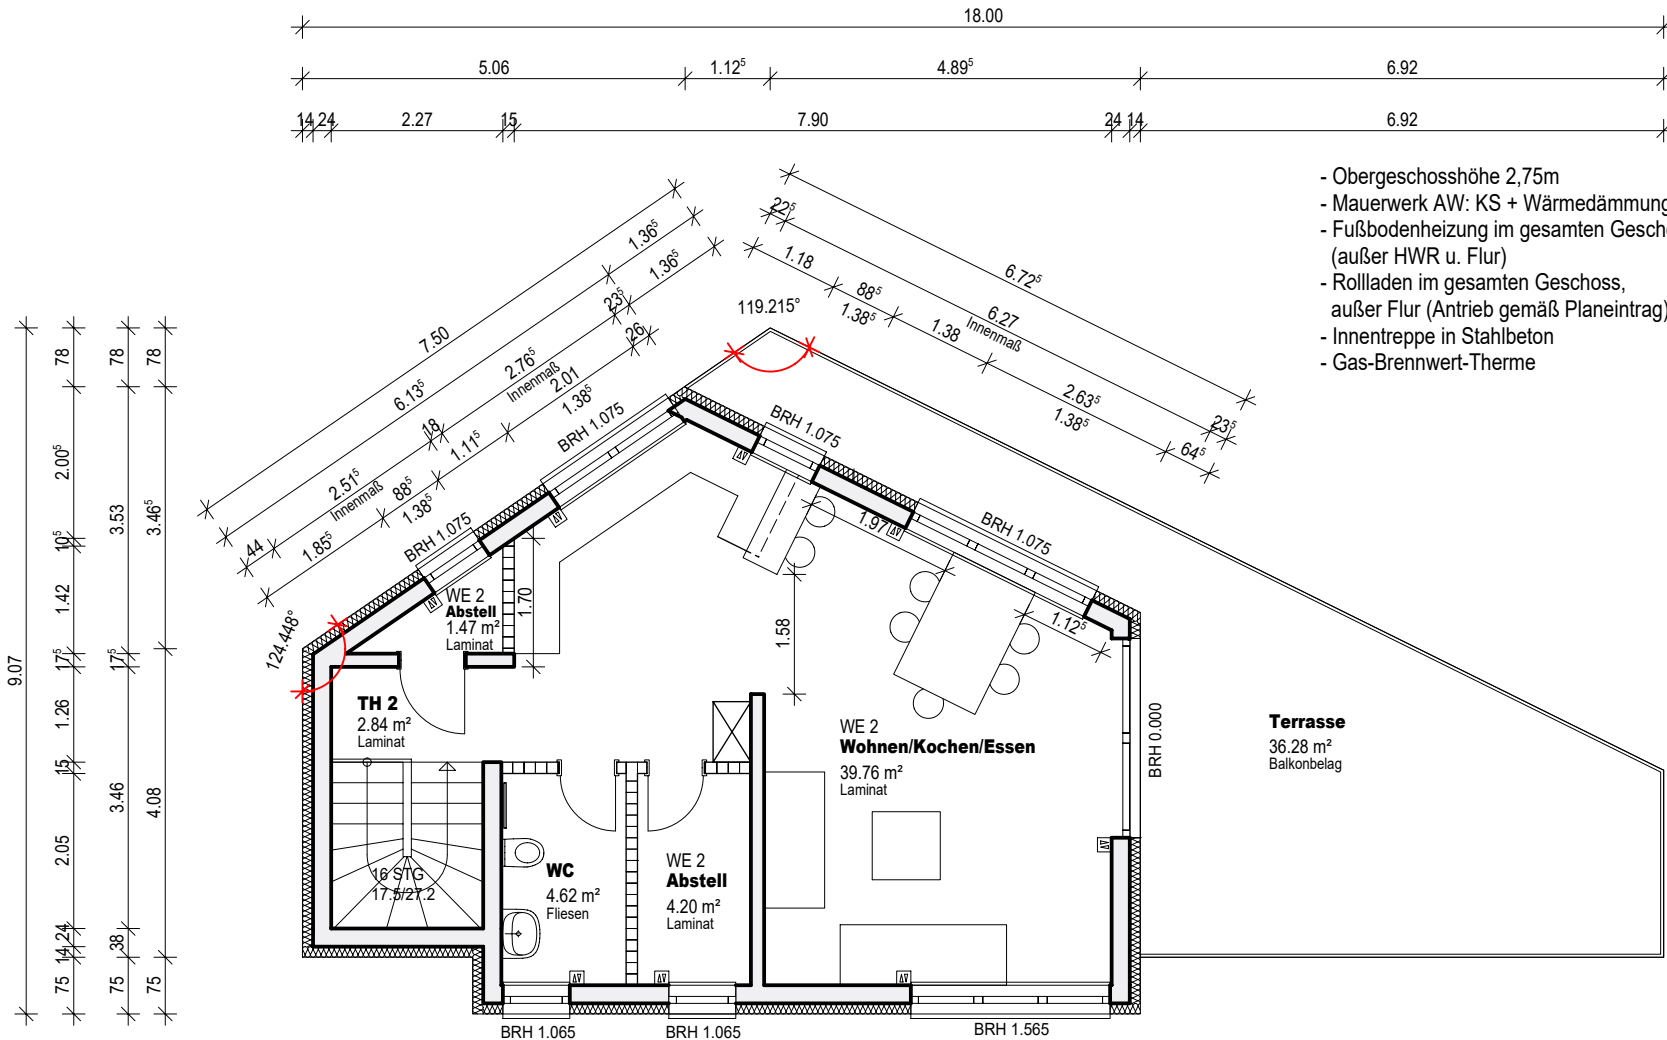 18.00
5.06 1.12⁵ 4.89⁵ 6.92
14 24 2.27 15 7.90 24 14 6.92
- Obergeschosshöhe 2,75m
- Mauerwerk AW: KS + Wärmedämmung
- Fußbodenheizung im gesamten Gesch
(außer HWR u. Flur)
- Rollladen im gesamten Geschoss,
außer Flur (Antrieb gemäß Planeintrag)
- Innentreppe in Stahlbeton
- Gas-Brennwert-Therme
7.50
6.13⁵ 1.36⁵
44 2.51⁵ 18 2.76⁵ 23⁵ 1.36⁵
Innenmaß Innenmaß
1.85⁵ 88⁵ 1.11⁵ 2.01 26
1.38⁵ 1.38⁵
6.72⁵
22⁵ 6.27 23⁵
Innenmaß
1.18 88⁵ 1.38 2.63⁵ 64⁵
1.38⁵ 1.38⁵
119.215°
124.448°
9.07
78 2.00⁵ 10⁵ 1.42 17⁵ 1.26 15 2.05 24 14 75
78 3.53 17⁵ 3.46 38 75
78 3.46⁵ 4.08 75
BRH 1.075
BRH 1.075
BRH 1.075
BRH 1.075
1.97
1.12⁵
1.58
1.70
WE 2
Abstell
1.47 m²
Laminat
TH 2
2.84 m²
Laminat
16 STG
17.5/27.2
WC
4.62 m²
Fliesen
WE 2
Abstell
4.20 m²
Laminat
WE 2
Wohnen/Kochen/Essen
39.76 m²
Laminat
BRH 0.000
Terrasse
36.28 m²
Balkonbelag
BRH 1.065
BRH 1.065
BRH 1.565